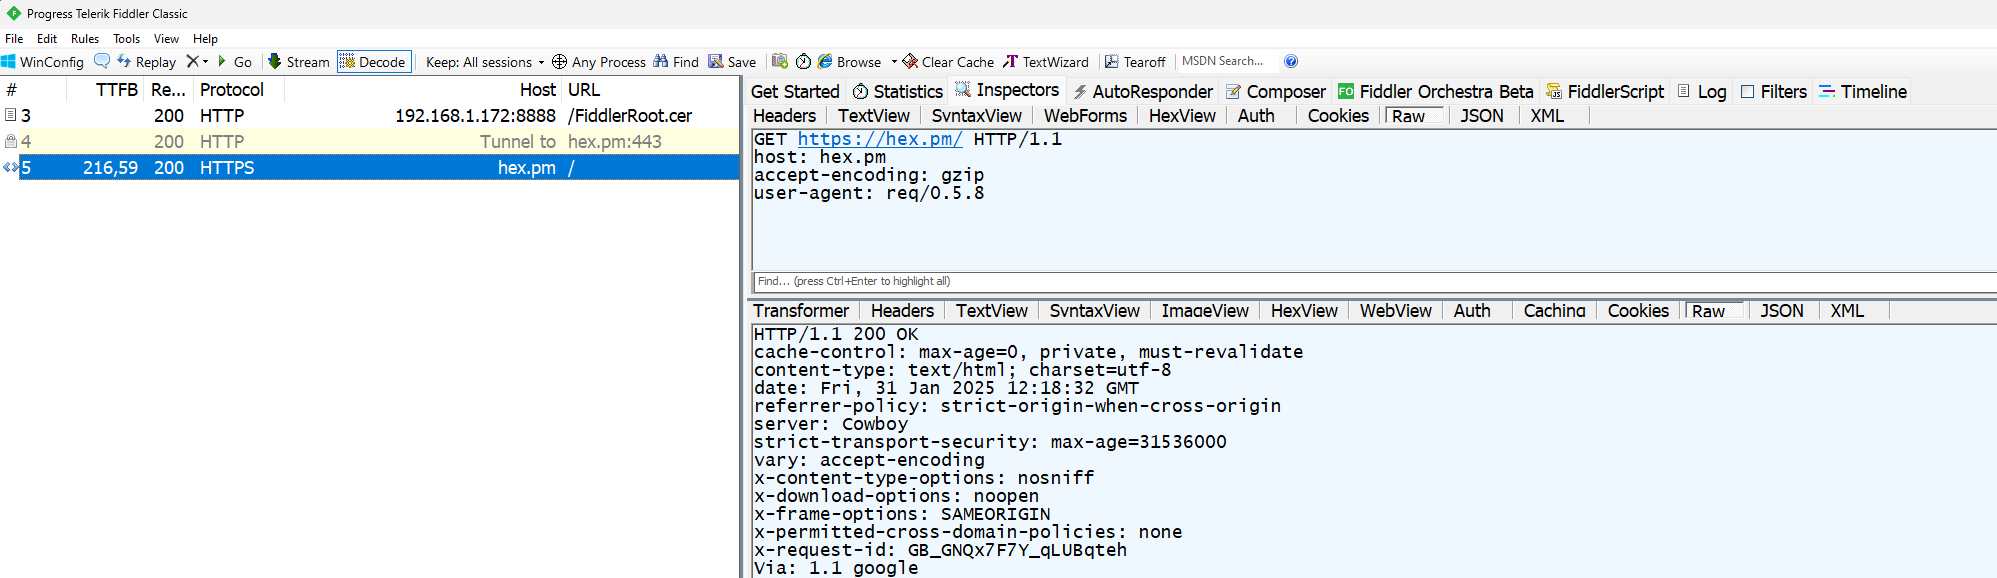 Progress Telerik Fiddler Classic
File Edit Rules Tools View Help
WinConfig Replay Go Stream Decode Keep: All sessions Any Process Find Save Browse Clear Cache TextWizard Tearoff MSDN Search...
# TTFB Re... Protocol Host URL
3 200 HTTP 192.168.1.172:8888 /FiddlerRoot.cer
4 200 HTTP Tunnel to hex.pm:443
5 216,59 200 HTTPS hex.pm /
Get Started Statistics Inspectors AutoResponder Composer FO Fiddler Orchestra Beta FiddlerScript Log Filters Timeline
Headers TextView SyntaxView WebForms HexView Auth Cookies Raw JSON XML
GET https://hex.pm/ HTTP/1.1
host: hex.pm
accept-encoding: gzip
user-agent: req/0.5.8
Find... (press Ctrl+Enter to highlight all)
Transformer Headers TextView SyntaxView ImageView HexView WebView Auth Caching Cookies Raw JSON XML
HTTP/1.1 200 OK
cache-control: max-age=0, private, must-revalidate
content-type: text/html; charset=utf-8
date: Fri, 31 Jan 2025 12:18:32 GMT
referrer-policy: strict-origin-when-cross-origin
server: Cowboy
strict-transport-security: max-age=31536000
vary: accept-encoding
x-content-type-options: nosniff
x-download-options: noopen
x-frame-options: SAMEORIGIN
x-permitted-cross-domain-policies: none
x-request-id: GB_GNQx7F7Y_qLUBqteh
Via: 1.1 google